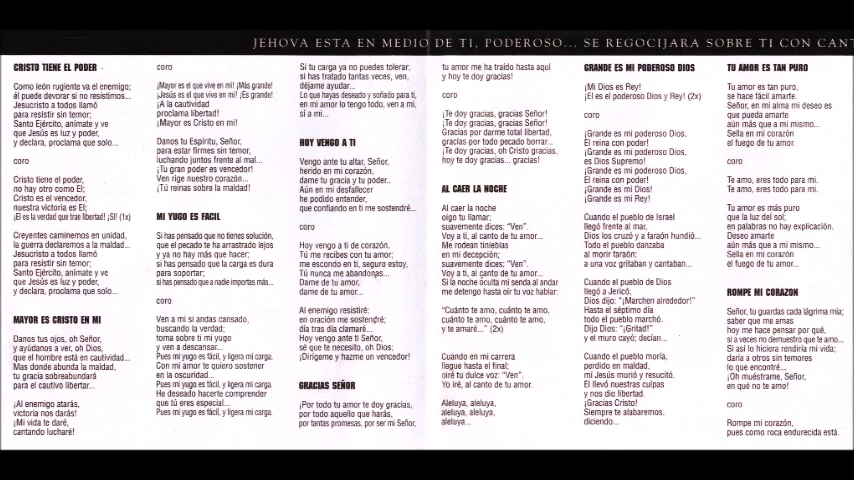 JEHOVA ESTA EN MEDIO DE TI, PODEROSO... SE REGOCIJARA SOBRE TI CON CANT
CRISTO TIENE EL PODER
Como león rugiente va el enemigo;
él puede devorar si no resistimos...
Jesucristo a todos llamó
para resistir sin temor;
Santo Ejército, anímate y ve
que Jesús es luz y poder,
y declara, proclama que solo...
coro
Cristo tiene el poder,
no hay otro como El;
Cristo es el vencedor,
nuestra victoria es El;
¡El es la verdad que trae libertad! ¡Sí! (1x)
Creyentes caminemos en unidad,
la guerra declaremos a la maldad...
Jesucristo a todos llamó
para resistir sin temor;
Santo Ejército, anímate y ve
que Jesús es luz y poder,
y declara, proclama que solo...
MAYOR ES CRISTO EN MI
Danos tus ojos, oh Señor,
y ayúdanos a ver, oh Dios,
que el hombre está en cautividad...
Mas donde abunda la maldad,
tu gracia sobreabundará
para el cautivo libertar...
¡Al enemigo atarás,
victoria nos darás!
¡Mi vida te daré,
cantando lucharé!
coro
¡Mayor es el que vive en mí! ¡Más grande!
¡Jesús es el que vive en mí! ¡Es grande!
¡A la cautividad
proclama libertad!
¡Mayor es Cristo en mí!
Danos tu Espíritu, Señor,
para estar firmes sin temor,
luchando juntos frente al mal...
¡Tu gran poder es vencedor!
Ven rige nuestro corazón...
¡Tú reinas sobre la maldad!
MI YUGO ES FACIL
Si has pensado que no tienes solución,
que el pecado te ha arrastrado lejos
y ya no hay más que hacer;
si has pensado que la carga es dura
para soportar;
si has pensado que a nadie importas más...
coro
Ven a mí si andas cansado,
buscando la verdad;
toma sobre ti mi yugo
y ven a descansar...
Pues mi yugo es fácil, y ligera mi carga.
Con mi amor te quiero sostener
en la oscuridad...
Pues mi yugo es fácil, y ligera mi carga.
He deseado hacerte comprender
que tú eres especial...
Pues mi yugo es fácil, y ligera mi carga.
Si tu carga ya no puedes tolerar;
si has tratado tantas veces, ven,
déjame ayudar...
Lo que hayas deseado y soñado para ti,
en mi amor lo tengo todo, ven a mí,
sí a mí...
HOY VENGO A TI
Vengo ante tu altar, Señor,
herido en mi corazón,
dame tu gracia y tu poder..
Aún en mi desfallecer
he podido entender,
que confiando en ti me sostendré...
coro
Hoy vengo a ti de corazón,
Tú me recibes con tu amor;
me escondo en ti, seguro estoy,
Tú nunca me abandonas...
Dame de tu amor,
dame de tu amor...
Al enemigo resistiré;
en oración me sostendré;
día tras día clamaré...
Hoy vengo ante ti Señor,
sé que te necesito, oh Dios;
¡Dirígeme y hazme un vencedor!
GRACIAS SEÑOR
¡Por todo tu amor te doy gracias,
por todo aquello que harás,
por tantas promesas, por ser mi Señor,
tu amor me ha traído hasta aquí
y hoy te doy gracias!
coro
¡Te doy gracias, gracias Señor!
¡Te doy gracias, gracias Señor!
Gracias por darme total libertad,
gracias por todo pecado borrar...
¡Te doy gracias, oh Cristo gracias,
hoy te doy gracias... gracias!
AL CAER LA NOCHE
Al caer la noche
oigo tu llamar;
suavemente dices: "Ven".
Voy a ti, al canto de tu amor...
Me rodean tinieblas
en mi decepción;
suavemente dices: "Ven".
Voy a ti, al canto de tu amor...
Si la noche oculta mi senda al andar
me detengo hasta oír tu voz hablar:
"Cuánto te amo, cuánto te amo,
cuánto te amo, cuánto te amo,
y te amaré..." (2x)
Cuando en mi carrera
llegue hasta el final;
oiré tu dulce voz: "Ven".
Yo iré, al canto de tu amor.
Aleluya, aleluya,
aleluya, aleluya,
aleluya...
GRANDE ES MI PODEROSO DIOS
¡Mi Dios es Rey!
¡El es el poderoso Dios y Rey! (2x)
coro
¡Grande es mi poderoso Dios,
El reina con poder!
¡Grande es mi poderoso Dios,
es Dios Supremo!
¡Grande es mi poderoso Dios,
El reina con poder!
¡Grande es mi Dios!
¡Grande es mi Rey!
Cuando el pueblo de Israel
llegó frente al mar,
Dios los cruzó y a faraón hundió...
Todo el pueblo danzaba
al morir faraón;
a una voz gritaban y cantaban...
Cuando el pueblo de Dios
llegó a Jericó,
Dios dijo: "¡Marchen alrededor!"
Hasta el séptimo día
todo el pueblo marchó.
Dijo Dios: "¡Gritad!"
y el muro cayó; decían...
Cuando el pueblo moría,
perdido en maldad,
mi Jesús murió y resucitó.
El llevó nuestras culpas
y nos dio libertad.
¡Gracias Cristo!
Siempre te alabaremos,
diciendo...
TU AMOR ES TAN PURO
Tu amor es tan puro,
se hace fácil amarte.
Señor, en mi alma mi deseo es
que pueda amarte
aún más que a mí mismo...
Sella en mi corazón
el fuego de tu amor.
coro
Te amo, eres todo para mí.
Te amo, eres todo para mí.
Tu amor es más puro
que la luz del sol;
en palabras no hay explicación.
Deseo amarte
aún más que a mí mismo...
Sella en mi corazón
el fuego de tu amor...
ROMPE MI CORAZON
Señor, tu guardas cada lágrima mía;
saber que me amas
hoy me hace pensar por qué,
si a veces no demuestro que te amo...
Si así lo hiciera rendiría mi vida;
daría a otros sin temores
lo que encontré...
¡Oh muéstrame, Señor,
en qué no te amo!
coro
Rompe mi corazón,
pues como roca endurecida está.